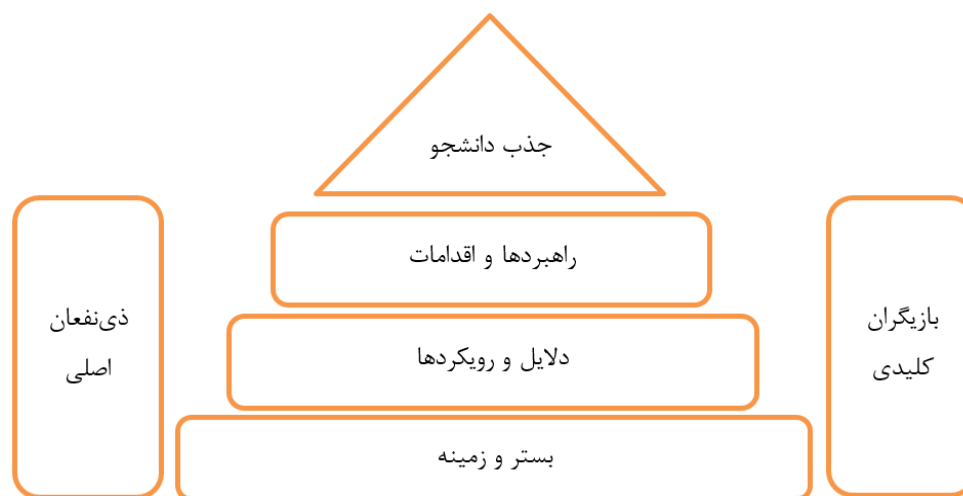 جذب دانشجو
راهبردها و اقدامات
دلایل و رویکردها
بستر و زمینه
بازیگران
کلیدی
ذی‌نفعان
اصلی